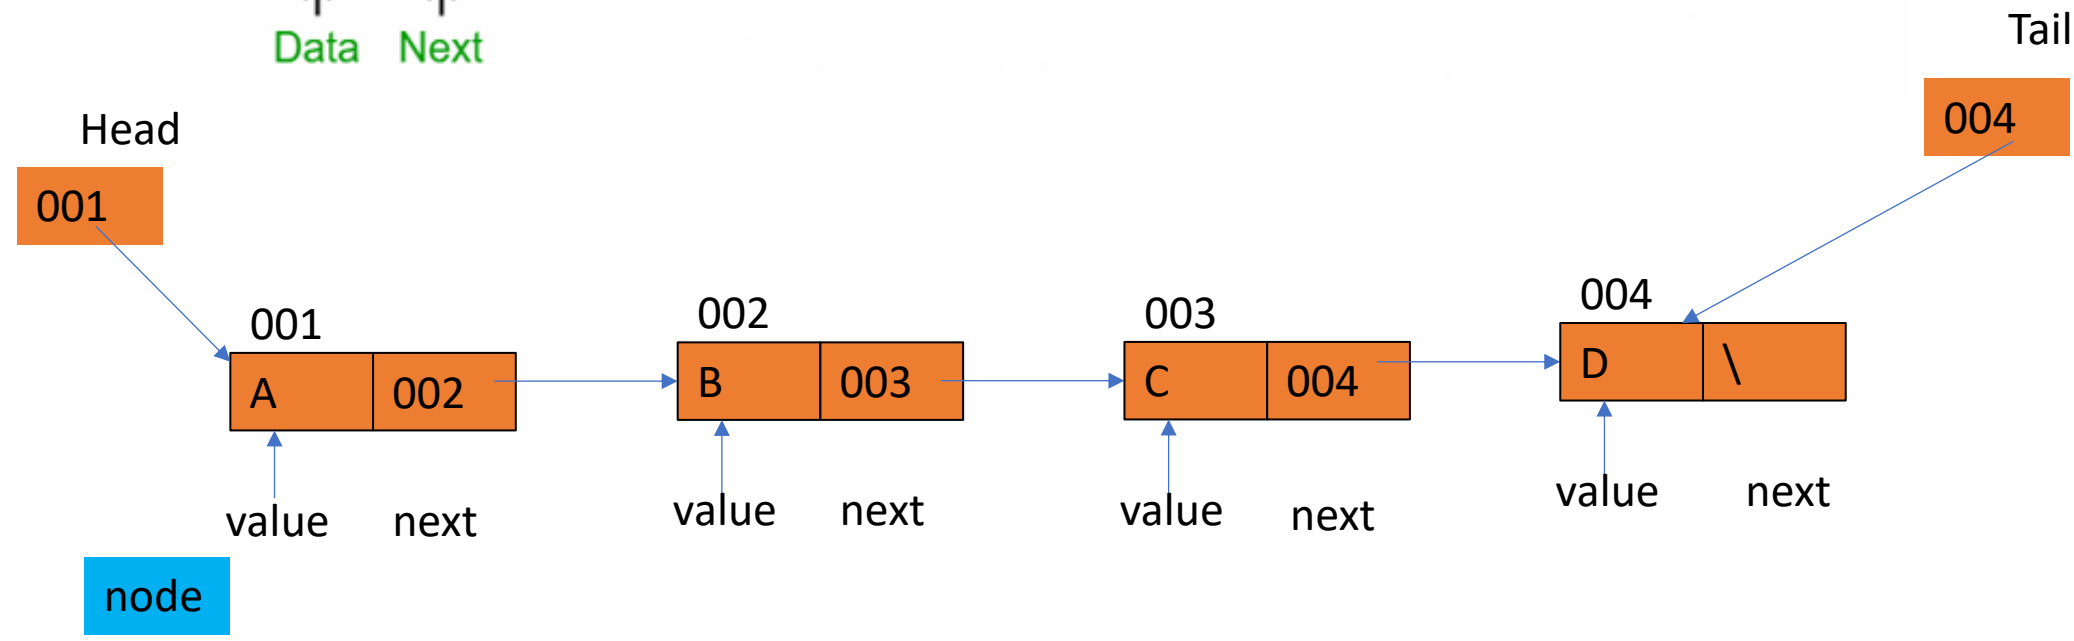 Data Next
Tail
004
Head
001
001
002
003
004
A 002
B 003
C 004
D \
value next
value next
value next
value next
node